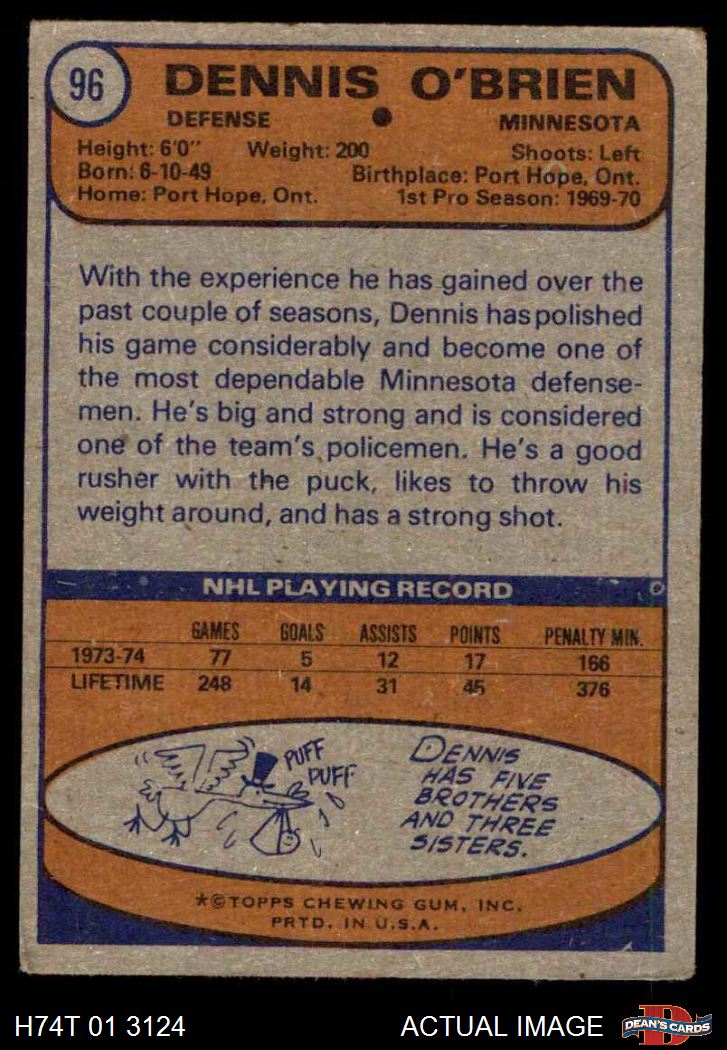 96
DENNIS O'BRIEN
DEFENSE • MINNESOTA
Height: 6'0" Weight: 200 Shoots: Left
Born: 6-10-49 Birthplace: Port Hope, Ont.
Home: Port Hope, Ont. 1st Pro Season: 1969-70
With the experience he has gained over the
past couple of seasons, Dennis has polished
his game considerably and become one of
the most dependable Minnesota defense-
men. He's big and strong and is considered
one of the team's policemen. He's a good
rusher with the puck, likes to throw his
weight around, and has a strong shot.
NHL PLAYING RECORD
GAMES GOALS ASSISTS POINTS PENALTY MIN.
1973-74 77 5 12 17 166
LIFETIME 248 14 31 45 376
PUFF
PUFF
DENNIS
HAS FIVE
BROTHERS
AND THREE
SISTERS.
*©TOPPS CHEWING GUM, INC.
PRTD. IN U.S.A.
H74T 01 3124 ACTUAL IMAGE
D
DEAN'S CARDS